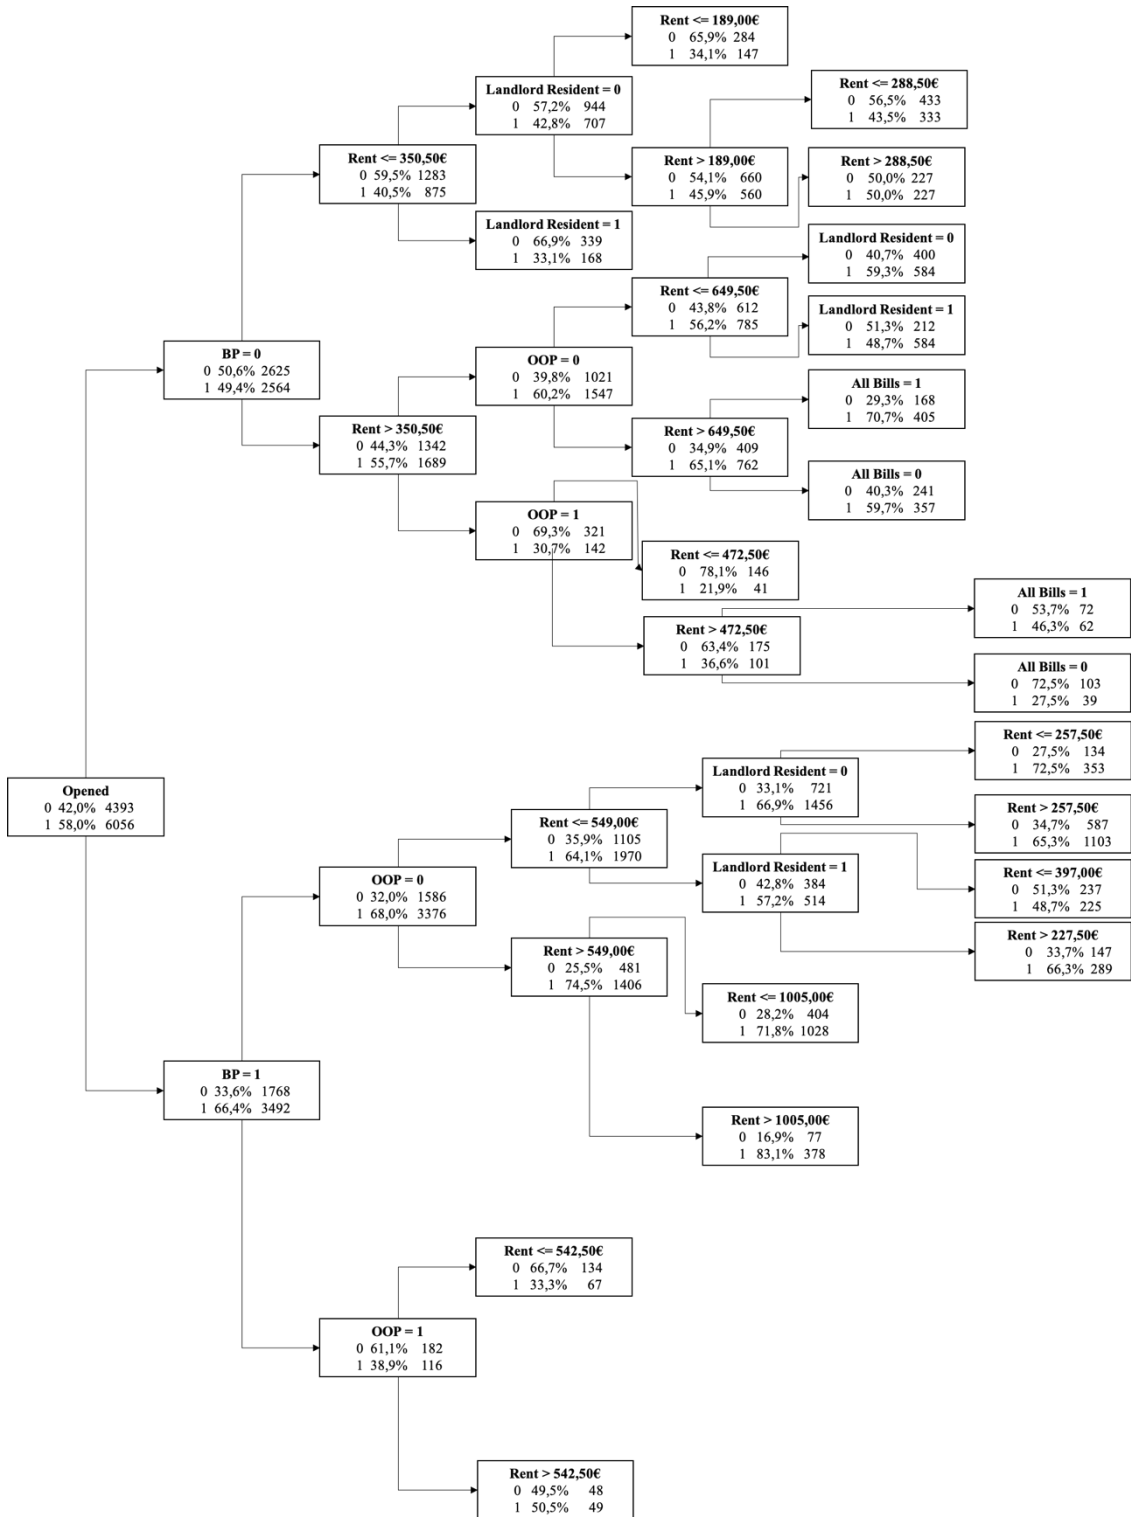 Rent <= 189,00€
0 65,9% 284
1 34,1% 147
Landlord Resident = 0
0 57,2% 944
1 42,8% 707
Rent <= 288,50€
0 56,5% 433
1 43,5% 333
Rent <= 350,50€
0 59,5% 1283
1 40,5% 875
Rent > 189,00€
0 54,1% 660
1 45,9% 560
Rent > 288,50€
0 50,0% 227
1 50,0% 227
Landlord Resident = 1
0 66,9% 339
1 33,1% 168
Landlord Resident = 0
0 40,7% 400
1 59,3% 584
Rent <= 649,50€
0 43,8% 612
1 56,2% 785
Landlord Resident = 1
0 51,3% 212
1 48,7% 584
BP = 0
0 50,6% 2625
1 49,4% 2564
OOP = 0
0 39,8% 1021
1 60,2% 1547
All Bills = 1
0 29,3% 168
1 70,7% 405
Rent > 350,50€
0 44,3% 1342
1 55,7% 1689
Rent > 649,50€
0 34,9% 409
1 65,1% 762
All Bills = 0
0 40,3% 241
1 59,7% 357
OOP = 1
0 69,3% 321
1 30,7% 142
Rent <= 472,50€
0 78,1% 146
1 21,9% 41
All Bills = 1
0 53,7% 72
1 46,3% 62
Rent > 472,50€
0 63,4% 175
1 36,6% 101
All Bills = 0
0 72,5% 103
1 27,5% 39
Rent <= 257,50€
0 27,5% 134
1 72,5% 353
Landlord Resident = 0
0 33,1% 721
1 66,9% 1456
Opened
0 42,0% 4393
1 58,0% 6056
Rent > 257,50€
0 34,7% 587
1 65,3% 1103
Rent <= 549,00€
0 35,9% 1105
1 64,1% 1970
Landlord Resident = 1
0 42,8% 384
1 57,2% 514
Rent <= 397,00€
0 51,3% 237
1 48,7% 225
OOP = 0
0 32,0% 1586
1 68,0% 3376
Rent > 227,50€
0 33,7% 147
1 66,3% 289
Rent > 549,00€
0 25,5% 481
1 74,5% 1406
Rent <= 1005,00€
0 28,2% 404
1 71,8% 1028
BP = 1
0 33,6% 1768
1 66,4% 3492
Rent > 1005,00€
0 16,9% 77
1 83,1% 378
Rent <= 542,50€
0 66,7% 134
1 33,3% 67
OOP = 1
0 61,1% 182
1 38,9% 116
Rent > 542,50€
0 49,5% 48
1 50,5% 49